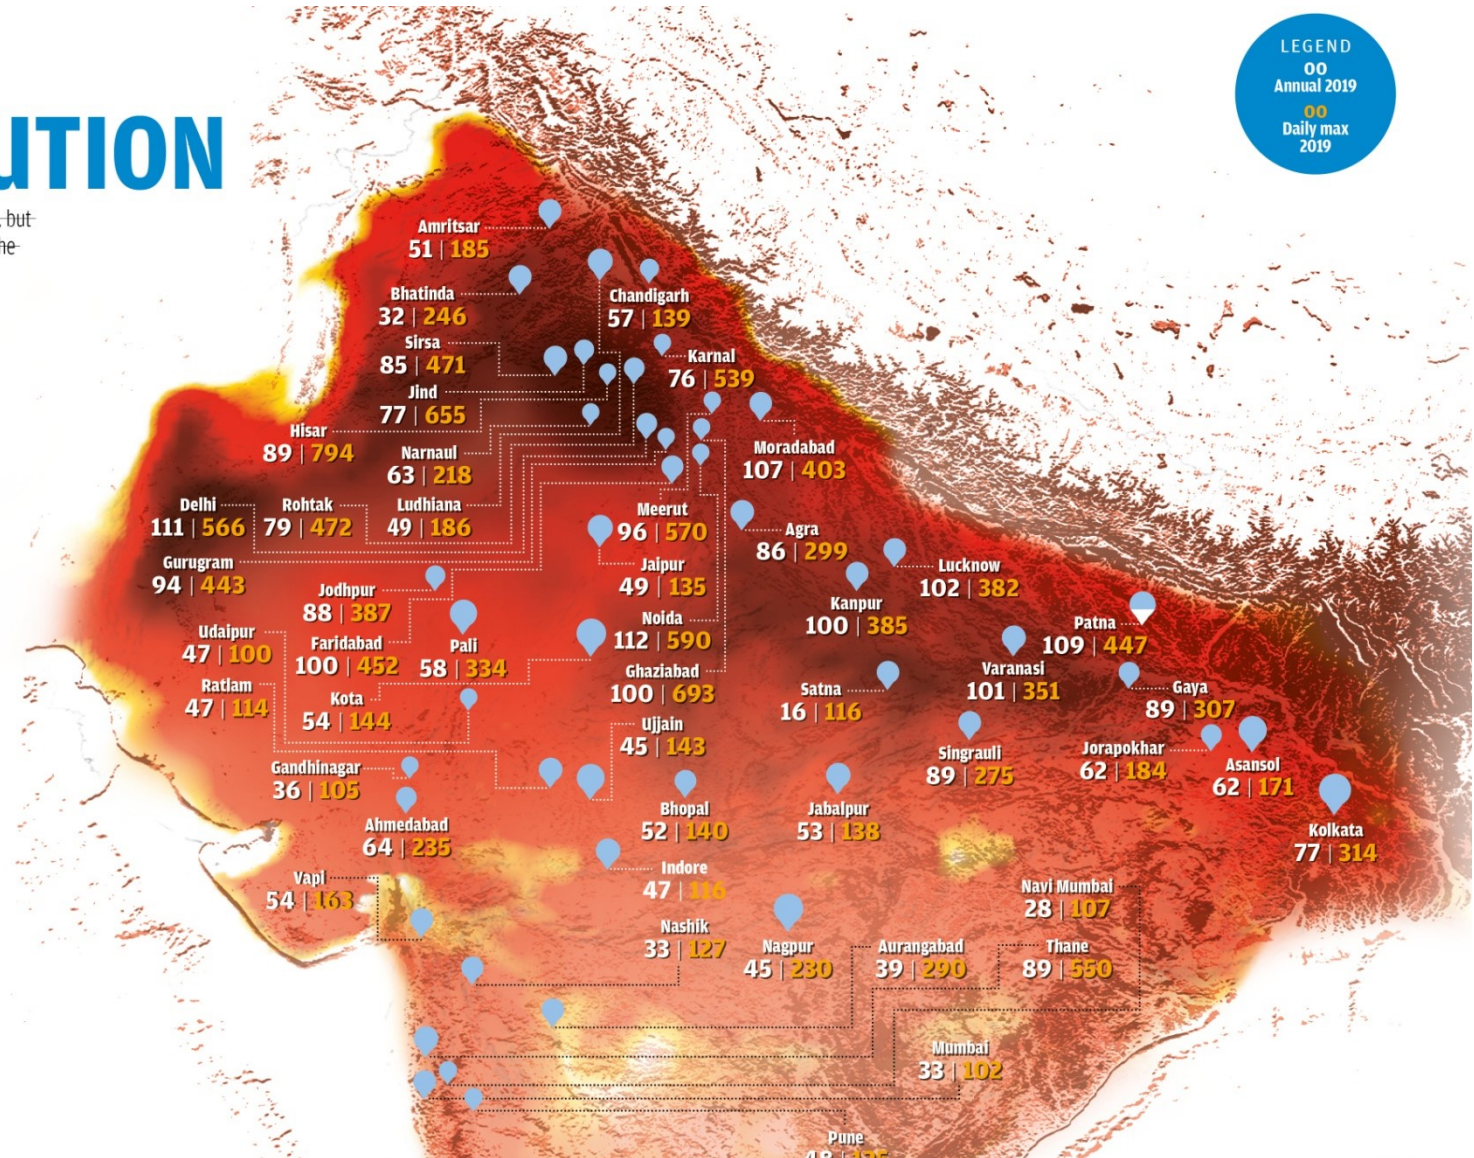 UTION
but
he
LEGEND
00
Annual 2019
00
Daily max
2019
Amritsar
51 | 185
Bhatinda
32 | 246
Chandigarh
57 | 139
Sirsa
85 | 471
Karnal
76 | 539
Jind
77 | 655
Hisar
89 | 794
Narnaul
63 | 218
Moradabad
107 | 403
Delhi
111 | 566
Rohtak
79 | 472
Ludhiana
49 | 186
Meerut
96 | 570
Agra
86 | 299
Gurugram
94 | 443
Jodhpur
88 | 387
Jaipur
49 | 135
Lucknow
102 | 382
Kanpur
100 | 385
Udaipur
47 | 100
Faridabad
100 | 452
Pali
58 | 334
Noida
112 | 590
Patna
109 | 447
Ghaziabad
100 | 693
Varanasi
101 | 351
Ratlam
47 | 114
Kota
54 | 144
Satna
16 | 116
Gaya
89 | 307
Ujjain
45 | 143
Singrauli
89 | 275
Jorapokhar
62 | 184
Asansol
62 | 171
Gandhinagar
36 | 105
Bhopal
52 | 140
Jabalpur
53 | 138
Kolkata
77 | 314
Ahmedabad
64 | 235
Indore
47 | 116
Vapi
54 | 163
Navi Mumbai
28 | 107
Nashik
33 | 127
Nagpur
45 | 230
Aurangabad
39 | 290
Thane
89 | 550
Mumbai
33 | 102
Pune